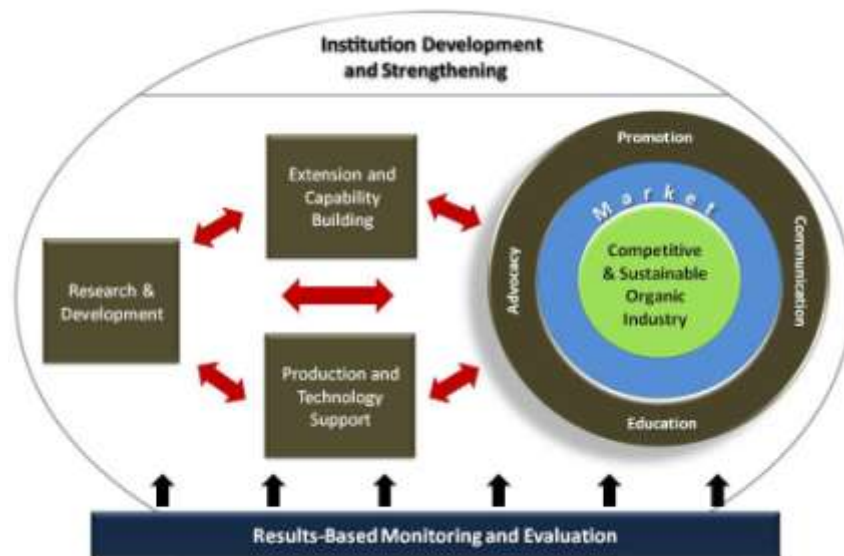 Institution Development
and Strengthening
Extension and
Capability
Building
Research &
Development
Production and
Technology
Support
Promotion
Advocacy
Communication
Education
Market
Competitive
& Sustainable
Organic
Industry
Results-Based Monitoring and Evaluation